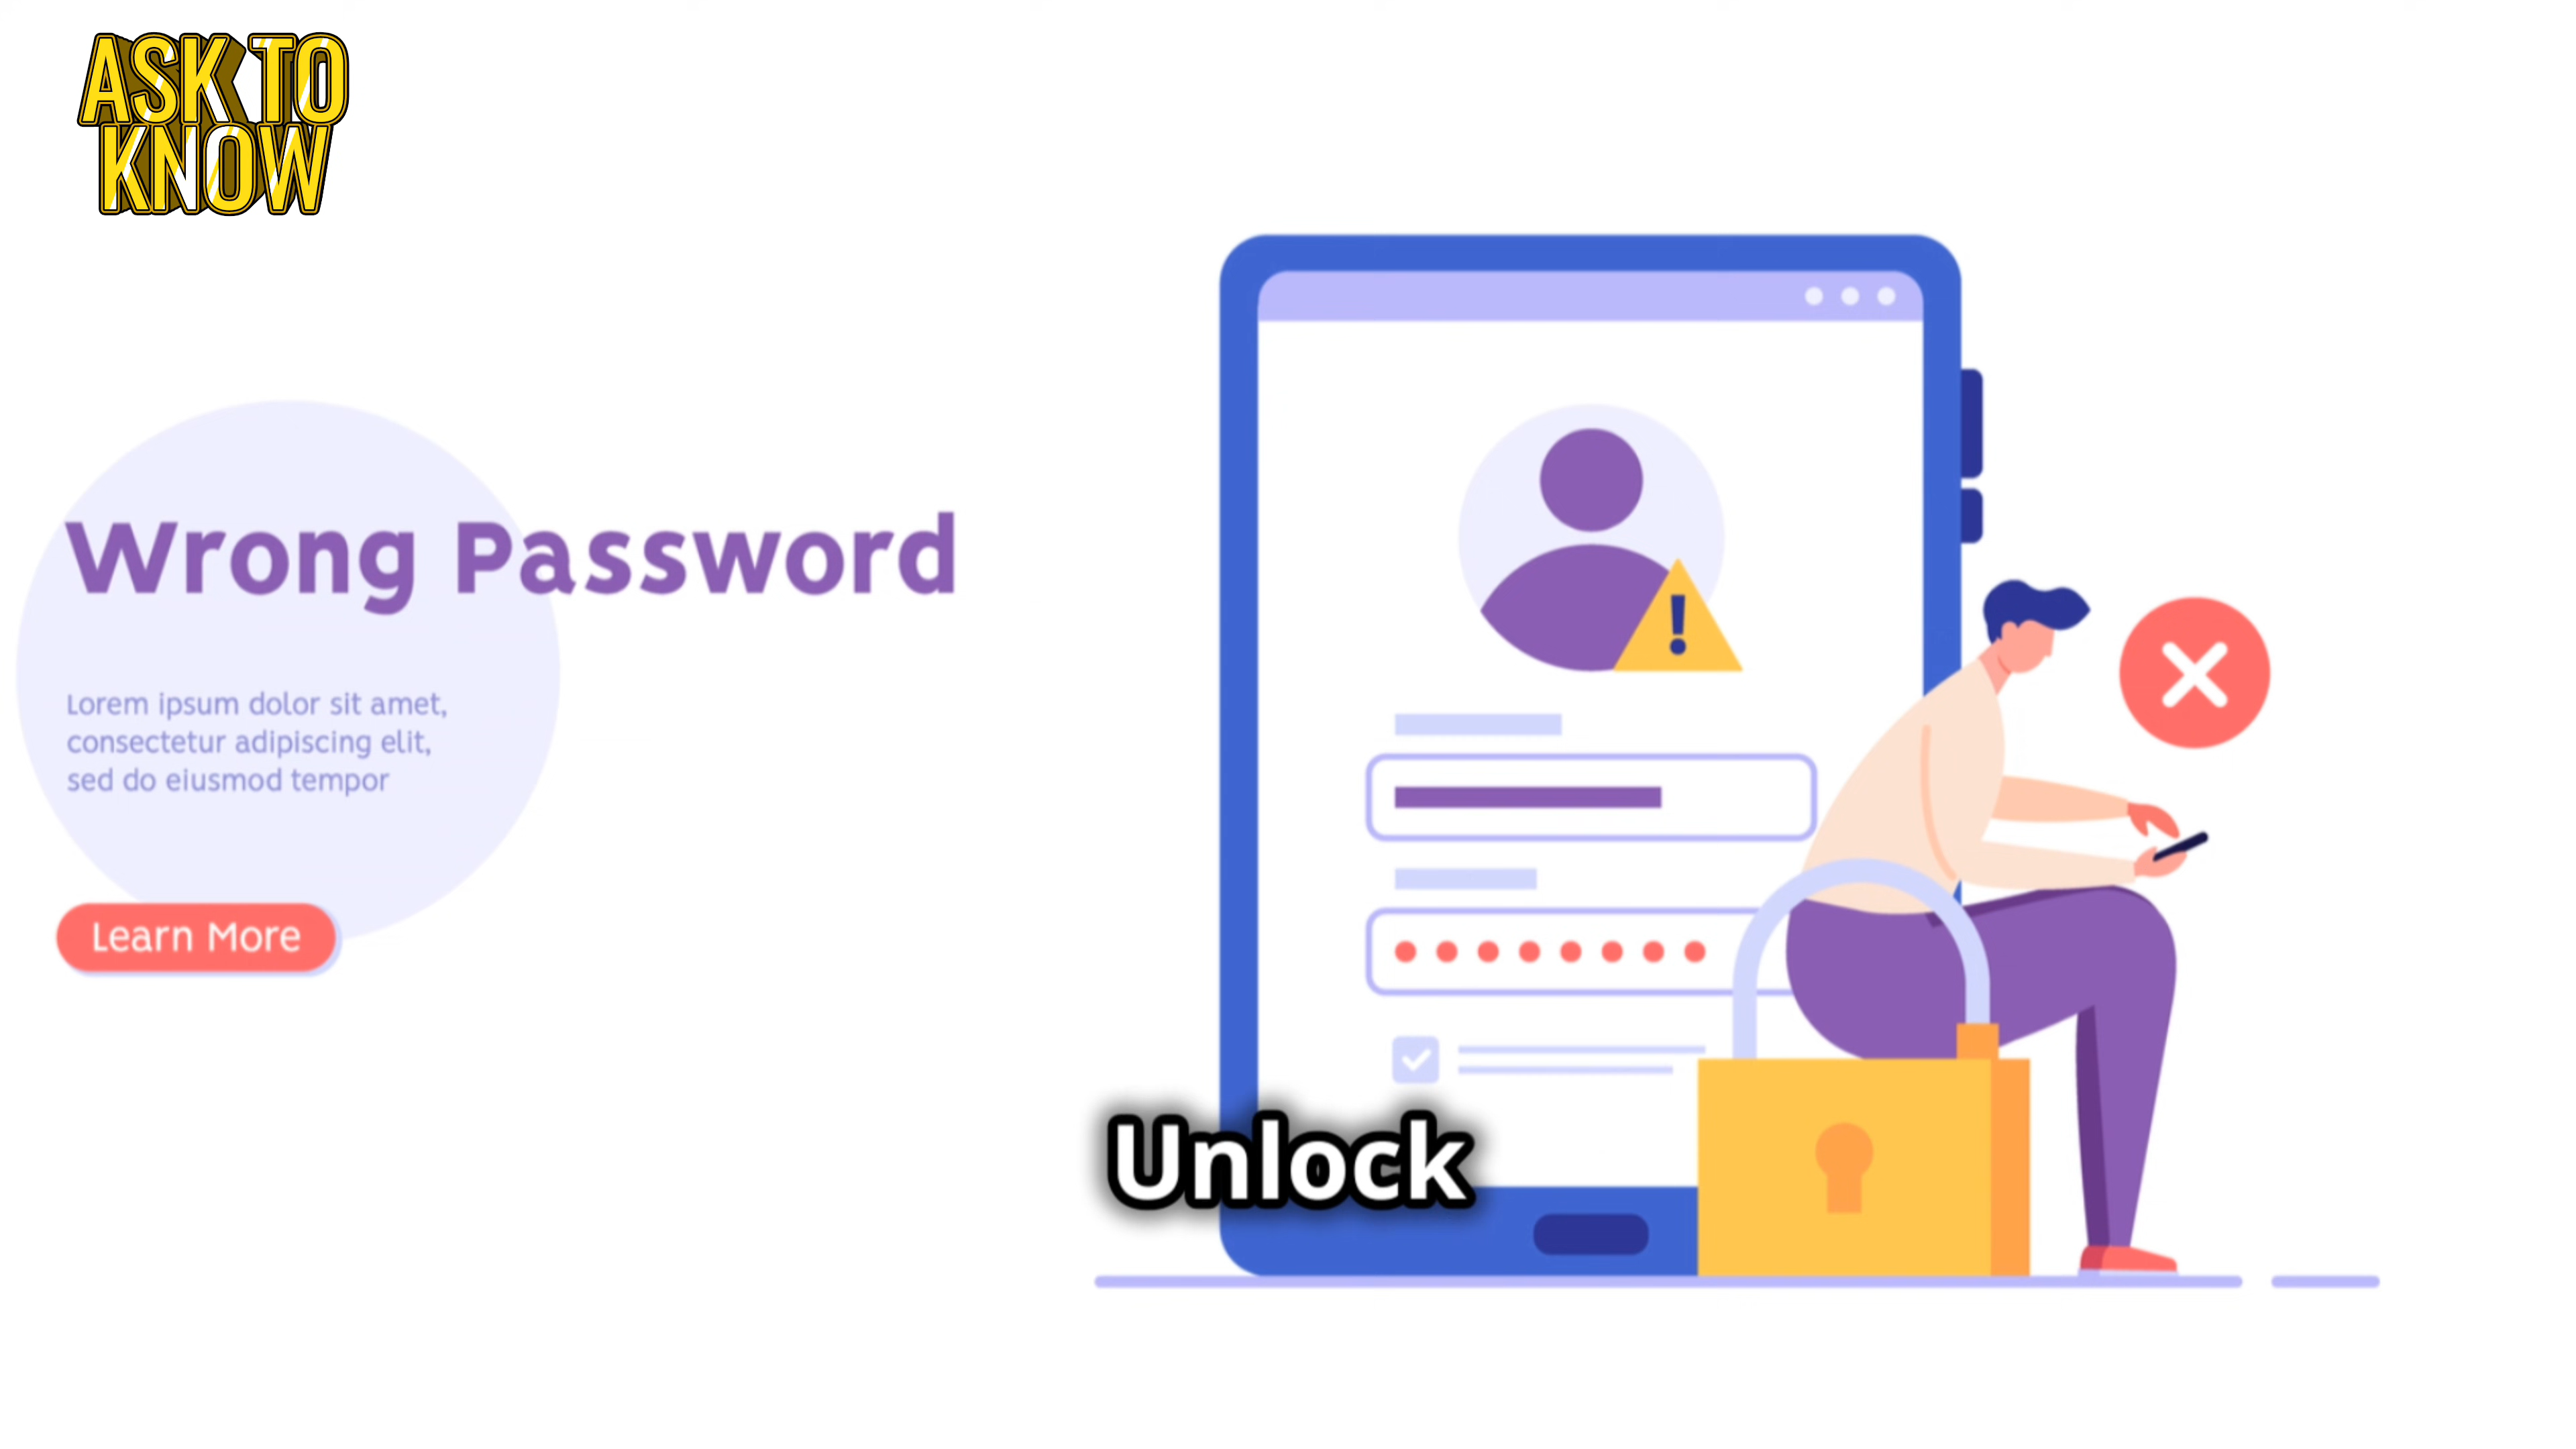 ASK TO
KNOW
Wrong Password
Lorem ipsum dolor sit amet,
consectetur adipiscing elit,
sed do eiusmod tempor
Learn More
Unlock